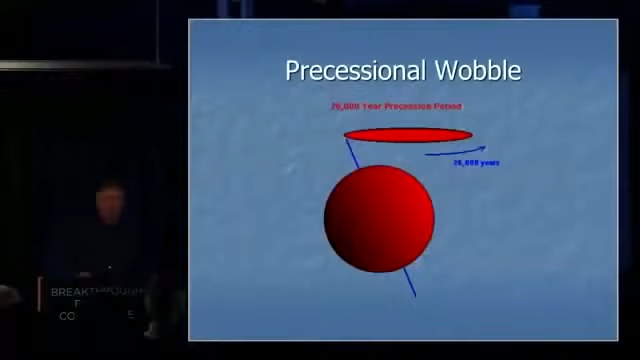 Precessional Wobble
26,000 Year Precession Period
26,000 years
BREAKTHROUGH